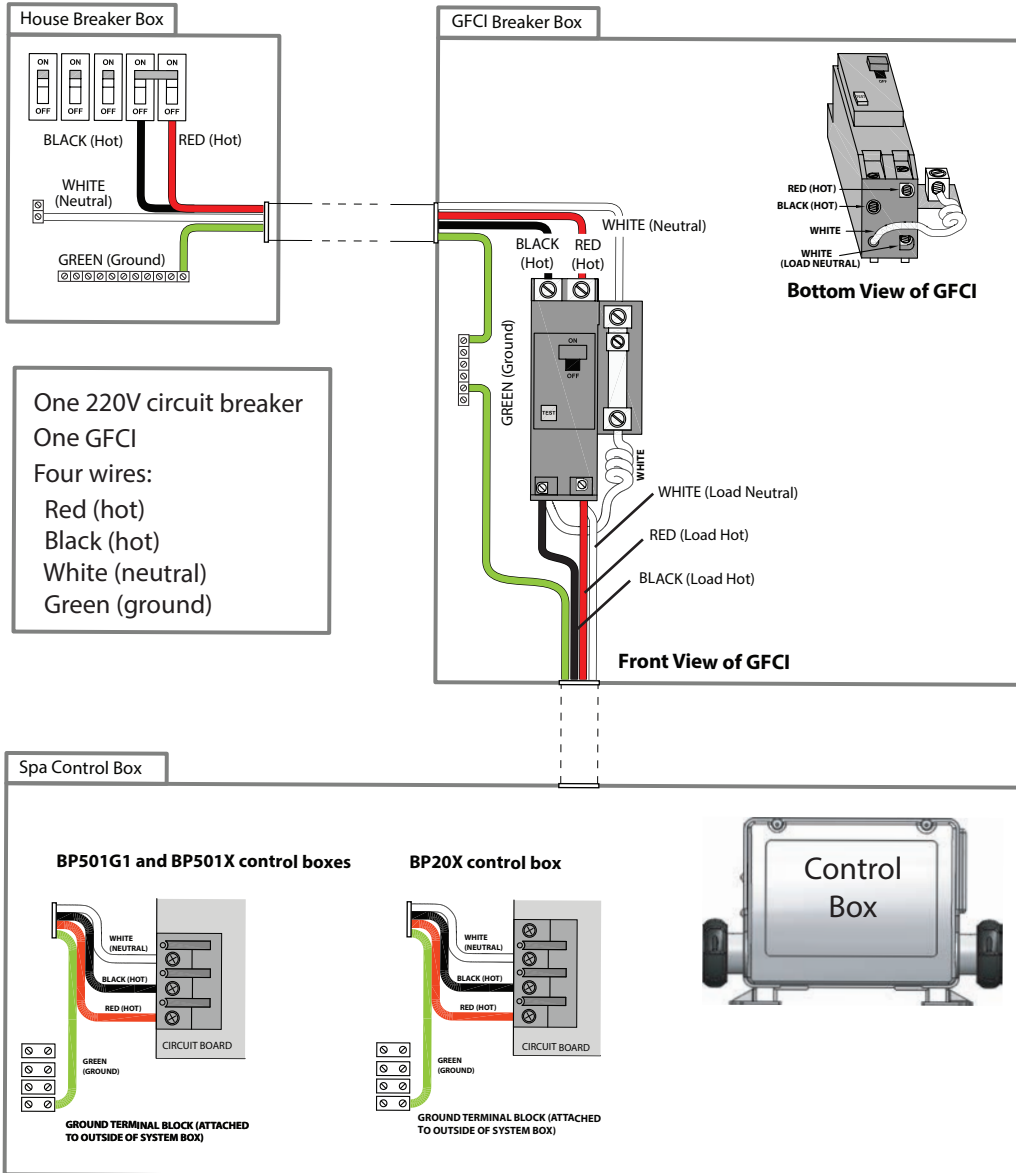 House Breaker Box
ON
ON
ON
ON
ON
OFF
OFF
OFF
OFF
OFF
BLACK (Hot)
RED (Hot)
WHITE
(Neutral)
GREEN (Ground)
GFCI Breaker Box
WHITE (Neutral)
BLACK
(Hot)
RED
(Hot)
GREEN (Ground)
ON
OFF
TEST
WHITE
WHITE (Load Neutral)
RED (Load Hot)
BLACK (Load Hot)
Front View of GFCI
OFF
TEST
RED (HOT)
BLACK (HOT)
WHITE
WHITE
(LOAD NEUTRAL)
Bottom View of GFCI
One 220V circuit breaker
One GFCI
Four wires:
Red (hot)
Black (hot)
White (neutral)
Green (ground)
Spa Control Box
BP501G1 and BP501X control boxes
WHITE
(NEUTRAL)
BLACK (HOT)
RED (HOT)
CIRCUIT BOARD
GREEN
(GROUND)
GROUND TERMINAL BLOCK (ATTACHED
TO OUTSIDE OF SYSTEM BOX)
BP20X control box
WHITE
(NEUTRAL)
BLACK (HOT)
RED (HOT)
CIRCUIT BOARD
GREEN
(GROUND)
GROUND TERMINAL BLOCK (ATTACHED
TO OUTSIDE OF SYSTEM BOX)
Control
Box